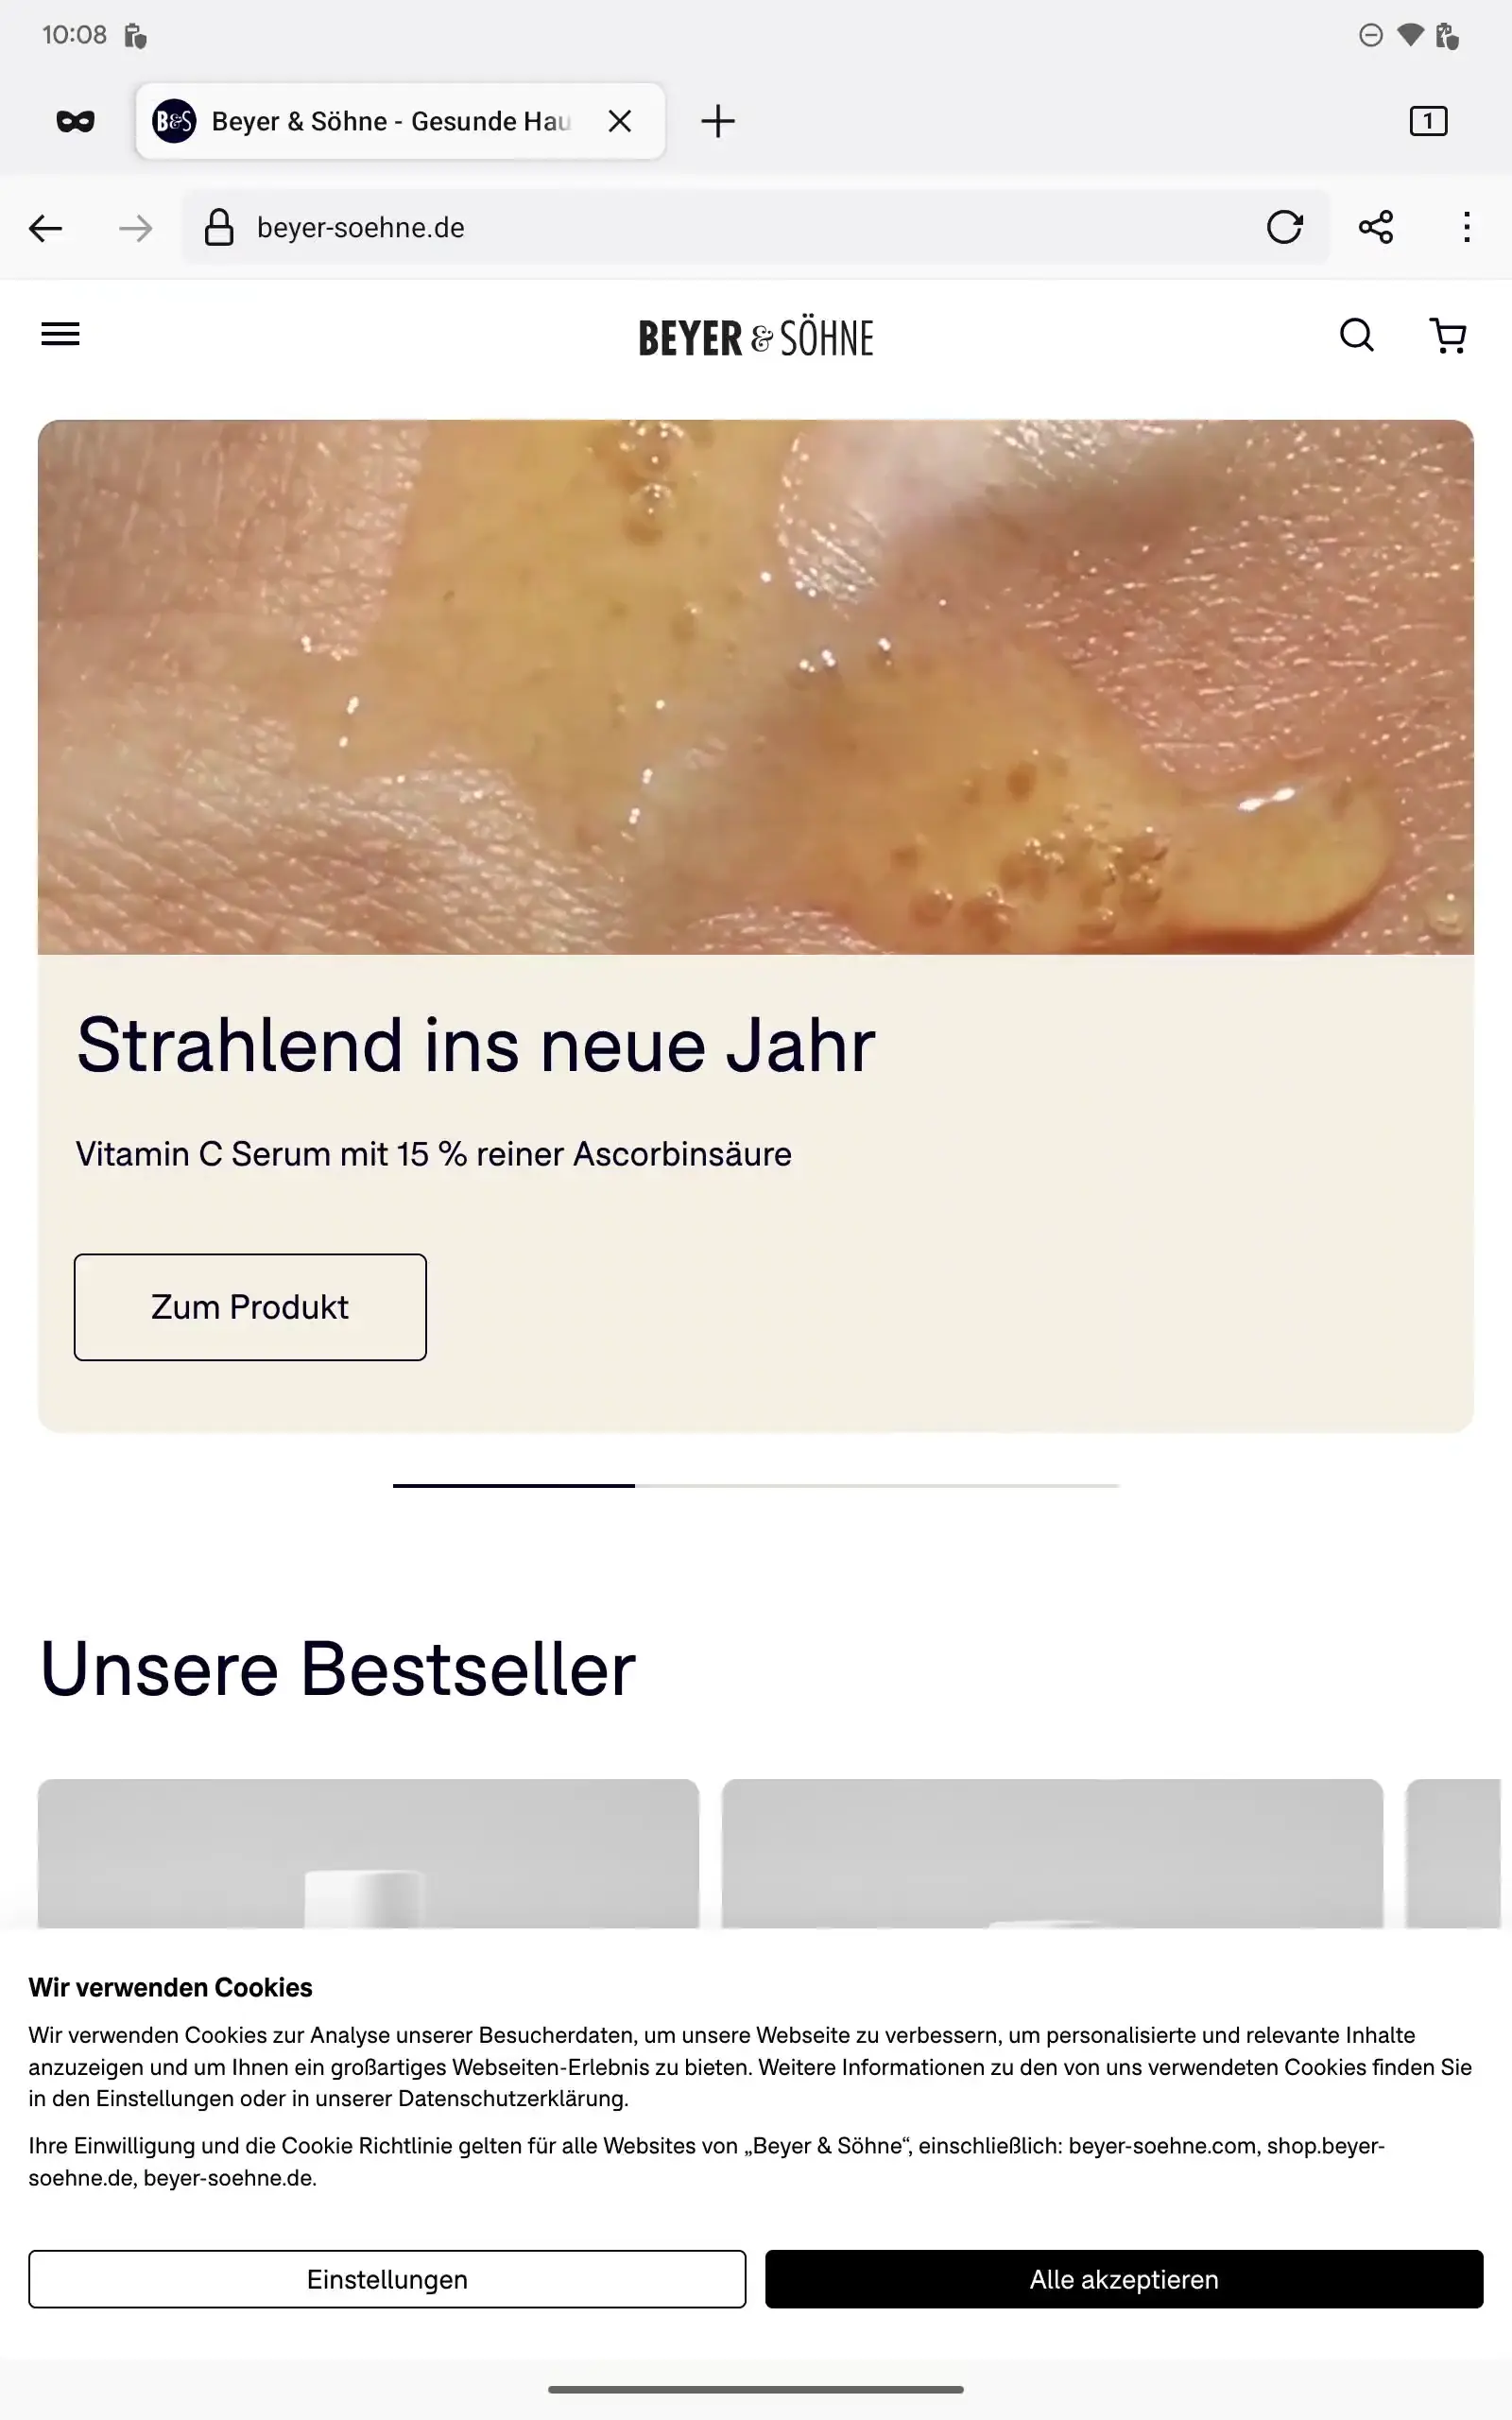 10:08
B&S Beyer & Söhne - Gesunde Hau
1
beyer-soehne.de
BEYER & SÖHNE
Strahlend ins neue Jahr
Vitamin C Serum mit 15 % reiner Ascorbinsäure
Zum Produkt
Unsere Bestseller
Wir verwenden Cookies
Wir verwenden Cookies zur Analyse unserer Besucherdaten, um unsere Webseite zu verbessern, um personalisierte und relevante Inhalte
anzuzeigen und um Ihnen ein großartiges Webseiten-Erlebnis zu bieten. Weitere Informationen zu den von uns verwendeten Cookies finden Sie
in den Einstellungen oder in unserer Datenschutzerklärung.
Ihre Einwilligung und die Cookie Richtlinie gelten für alle Websites von „Beyer & Söhne“, einschließlich: beyer-soehne.com, shop.beyer-
soehne.de, beyer-soehne.de.
Einstellungen
Alle akzeptieren